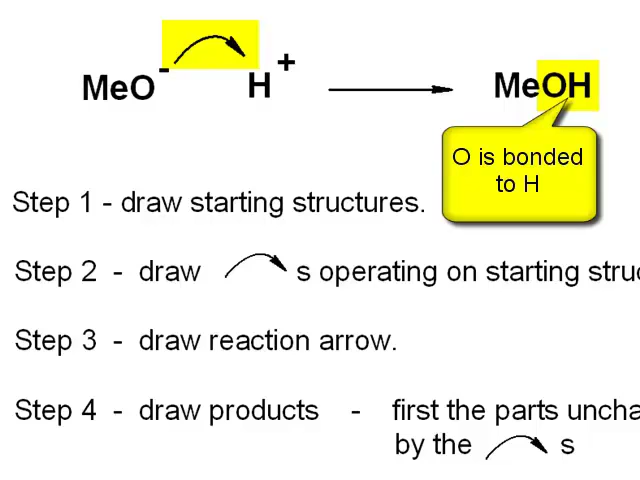 MeO - H + MeOH
O is bonded
to H
Step 1 - draw starting structures.
Step 2 - draw s operating on starting struc
Step 3 - draw reaction arrow.
Step 4 - draw products - first the parts uncha
by the s